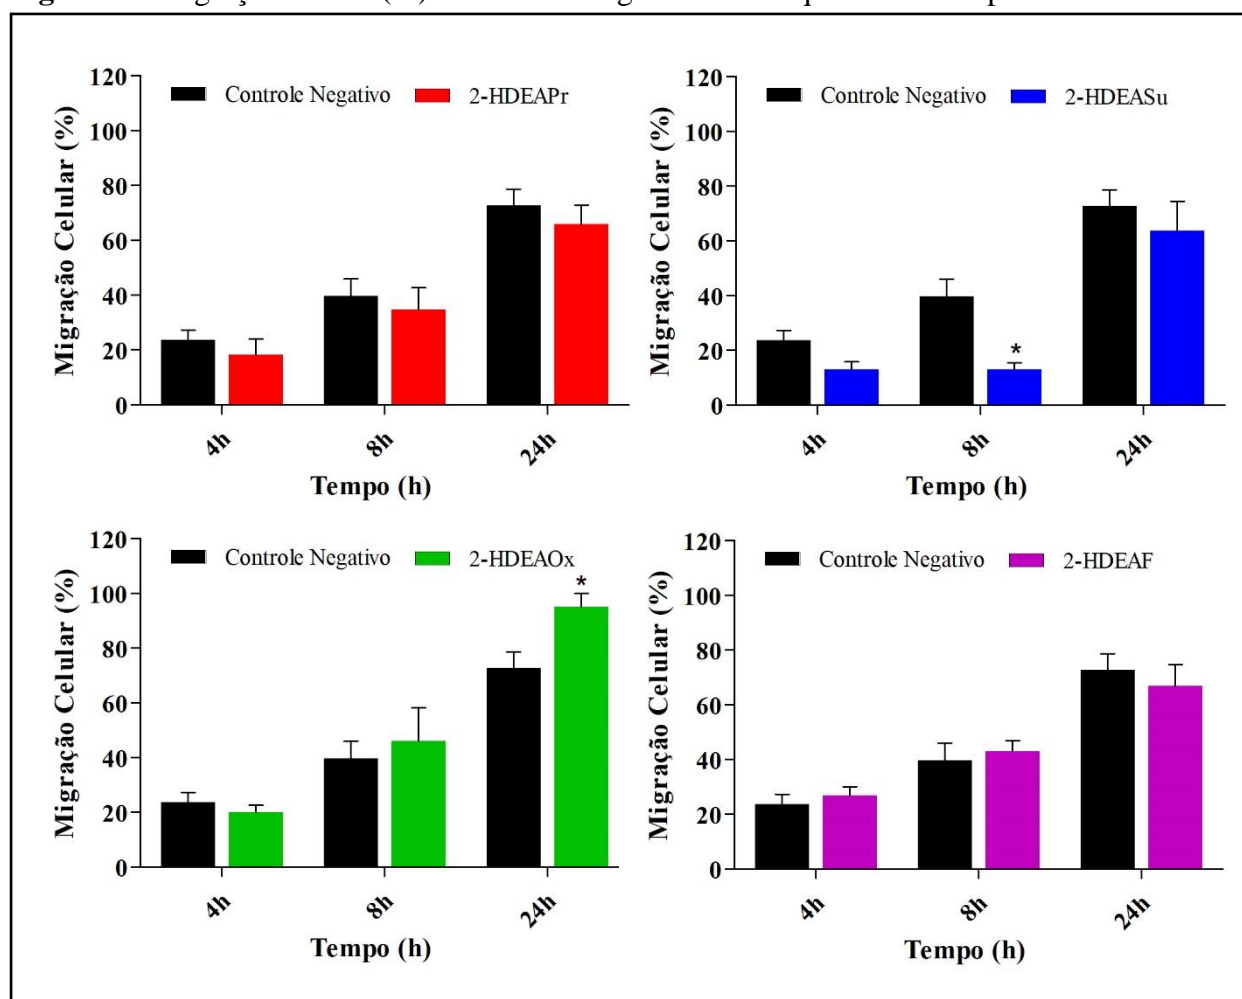 120 Controle Negativo 2-HDEAPr
100
80
60
40
20
0
Migração Celular (%)
4h 8h 24h
Tempo (h)
120 Controle Negativo 2-HDEASu
100
80
60
40
20
0
Migração Celular (%)
*
4h 8h 24h
Tempo (h)
120 Controle Negativo 2-HDEAOx
100
80
60
40
20
0
Migração Celular (%)
*
4h 8h 24h
Tempo (h)
120 Controle Negativo 2-HDEAF
100
80
60
40
20
0
Migração Celular (%)
4h 8h 24h
Tempo (h)